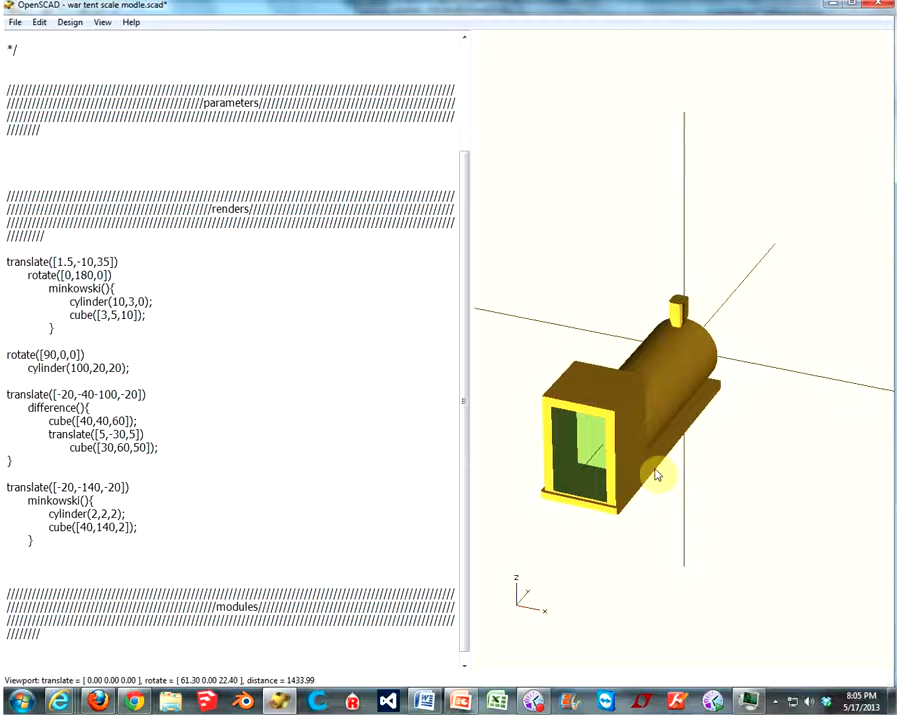 OpenSCAD - war tent scale modle.scad*
File Edit Design View Help
*/
////////////////////////////////////////////////////////////////////////////////////////////////
//////////////////////////////////////////parameters//////////////////////////////////////////
////////////////////////////////////////////////////////////////////////////////////////////////
////////
////////////////////////////////////////////////////////////////////////////////////////////////
////////////////////////////////////////////renders////////////////////////////////////////////
////////////////////////////////////////////////////////////////////////////////////////////////
/////////
translate([1.5,-10,35])
rotate([0,180,0])
minkowski(){
cylinder(10,3,0);
cube([3,5,10]);
}
rotate([90,0,0])
cylinder(100,20,20);
translate([-20,-40-100,-20])
difference(){
cube([40,40,60]);
translate([5,-30,5])
cube([30,60,50]);
}
translate([-20,-140,-20])
minkowski(){
cylinder(2,2,2);
cube([40,140,2]);
}
////////////////////////////////////////////////////////////////////////////////////////////////
/////////////////////////////////////////////modules///////////////////////////////////////////
////////////////////////////////////////////////////////////////////////////////////////////////
////////
z
y
x
Viewport: translate = [ 0.00 0.00 0.00 ], rotate = [ 61.30 0.00 22.40 ], distance = 1433.99
8:05 PM
5/17/2013